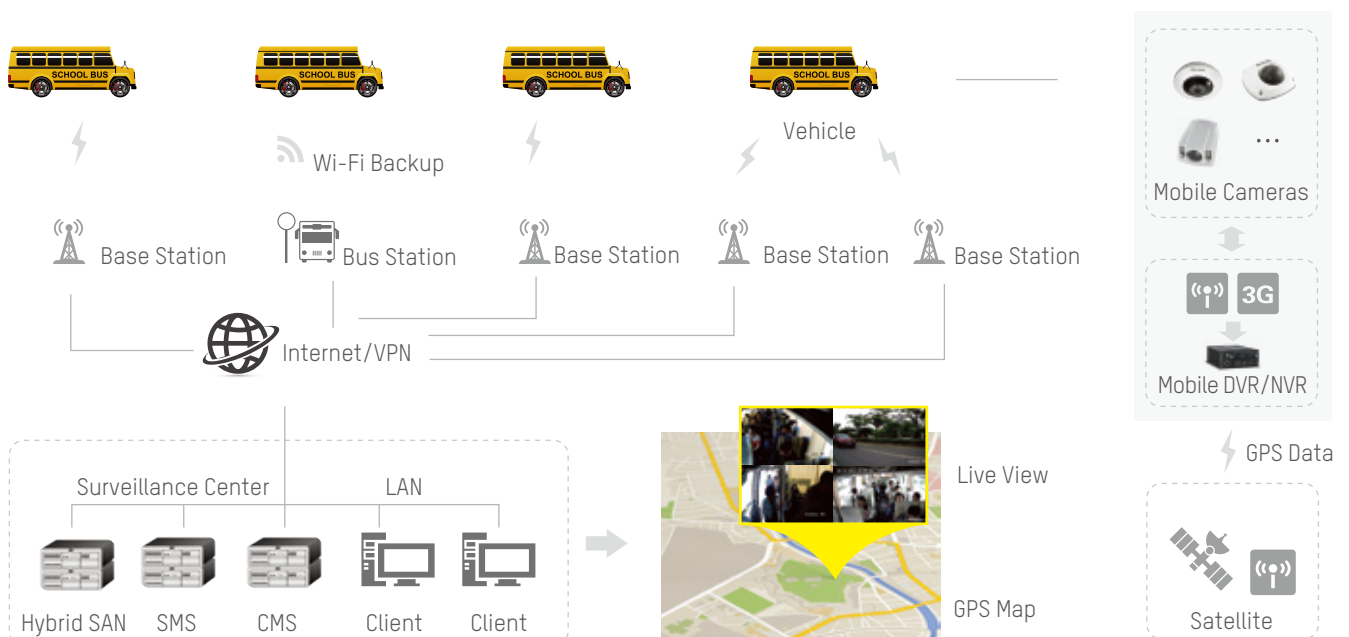 SCHOOL BUS
SCHOOL BUS
SCHOOL BUS
SCHOOL BUS
Vehicle
Wi-Fi Backup
...
Mobile Cameras
Base Station
Bus Station
Base Station
Base Station
Base Station
3G
Internet/VPN
Mobile DVR/NVR
GPS Data
Surveillance Center
LAN
Live View
Hybrid SAN
SMS
CMS
Client
Client
GPS Map
Satellite